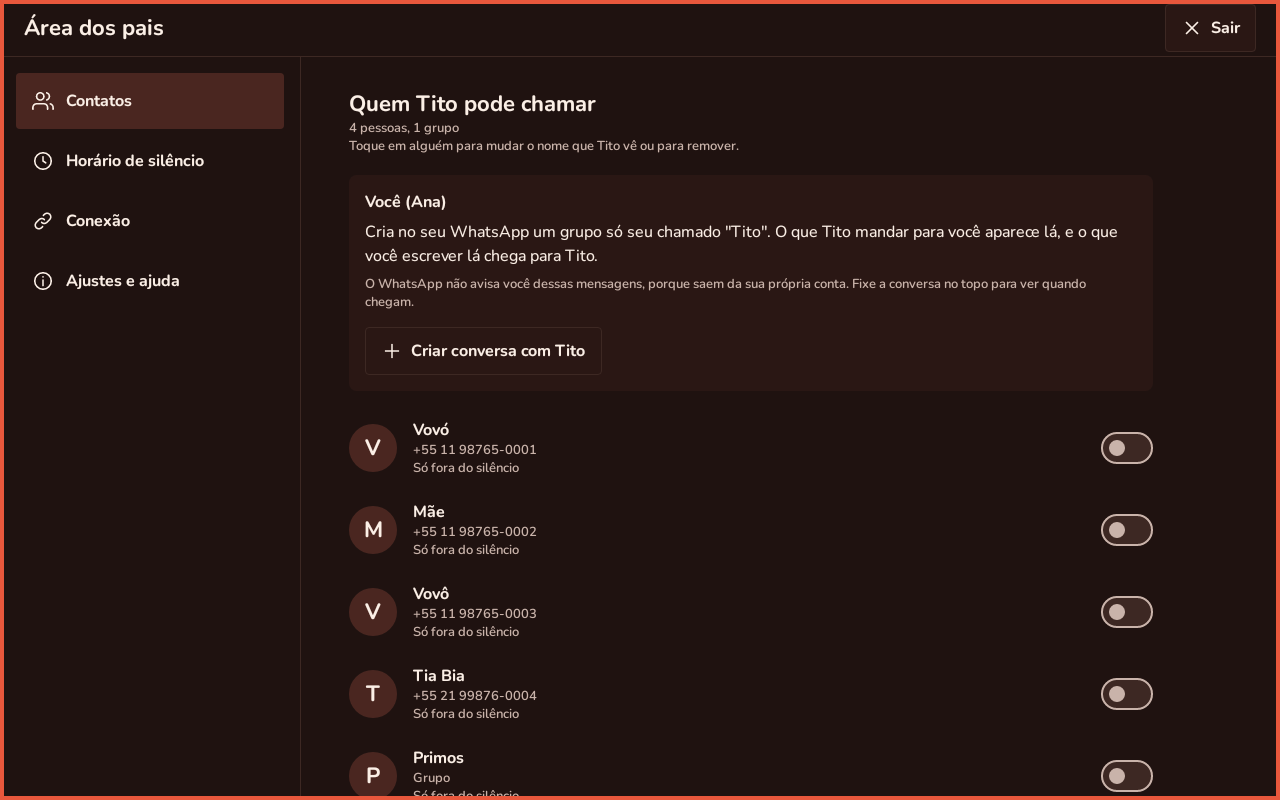 Área dos pais
Sair
Contatos
Horário de silêncio
Conexão
Ajustes e ajuda
Quem Tito pode chamar
4 pessoas, 1 grupo
Toque em alguém para mudar o nome que Tito vê ou para remover.
Você (Ana)
Cria no seu WhatsApp um grupo só seu chamado "Tito". O que Tito mandar para você aparece lá, e o que
você escrever lá chega para Tito.
O WhatsApp não avisa você dessas mensagens, porque saem da sua própria conta. Fixe a conversa no topo para ver quando
chegam.
Criar conversa com Tito
V
Vovó
+55 11 98765-0001
Só fora do silêncio
M
Mãe
+55 11 98765-0002
Só fora do silêncio
V
Vovô
+55 11 98765-0003
Só fora do silêncio
T
Tia Bia
+55 21 99876-0004
Só fora do silêncio
P
Primos
Grupo
Só fora do silêncio